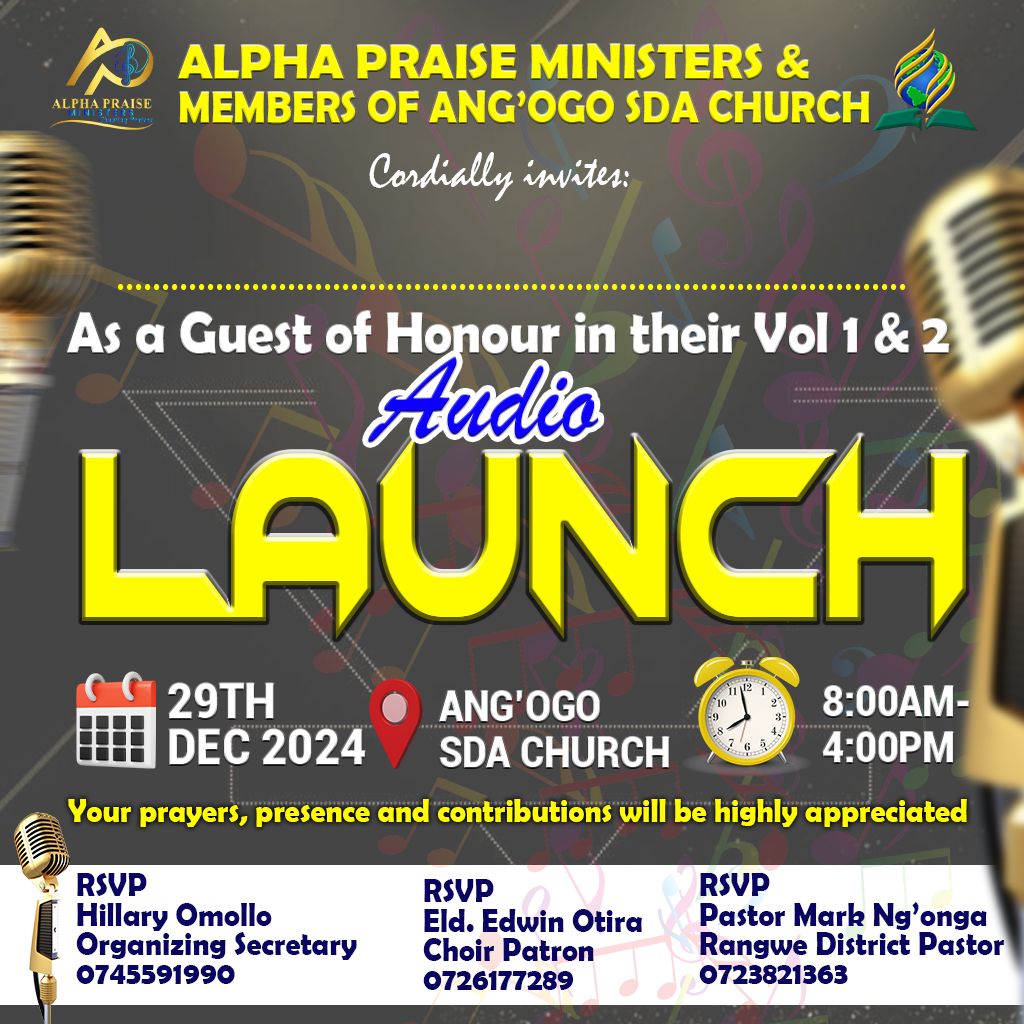 ALPHA PRAISE
MINISTERS
ALPHA PRAISE MINISTERS &
MEMBERS OF ANG'OGO SDA CHURCH
Cordially invites:
As a Guest of Honour in their Vol 1 & 2
Audio
LAUNCH
29TH
DEC 2024
ANG'OGO
SDA CHURCH
8:00AM-
4:00PM
Your prayers, presence and contributions will be highly appreciated
RSVP
Hillary Omollo
Organizing Secretary
0745591990
RSVP
Eld. Edwin Otira
Choir Patron
0726177289
RSVP
Pastor Mark Ng'onga
Rangwe District Pastor
0723821363